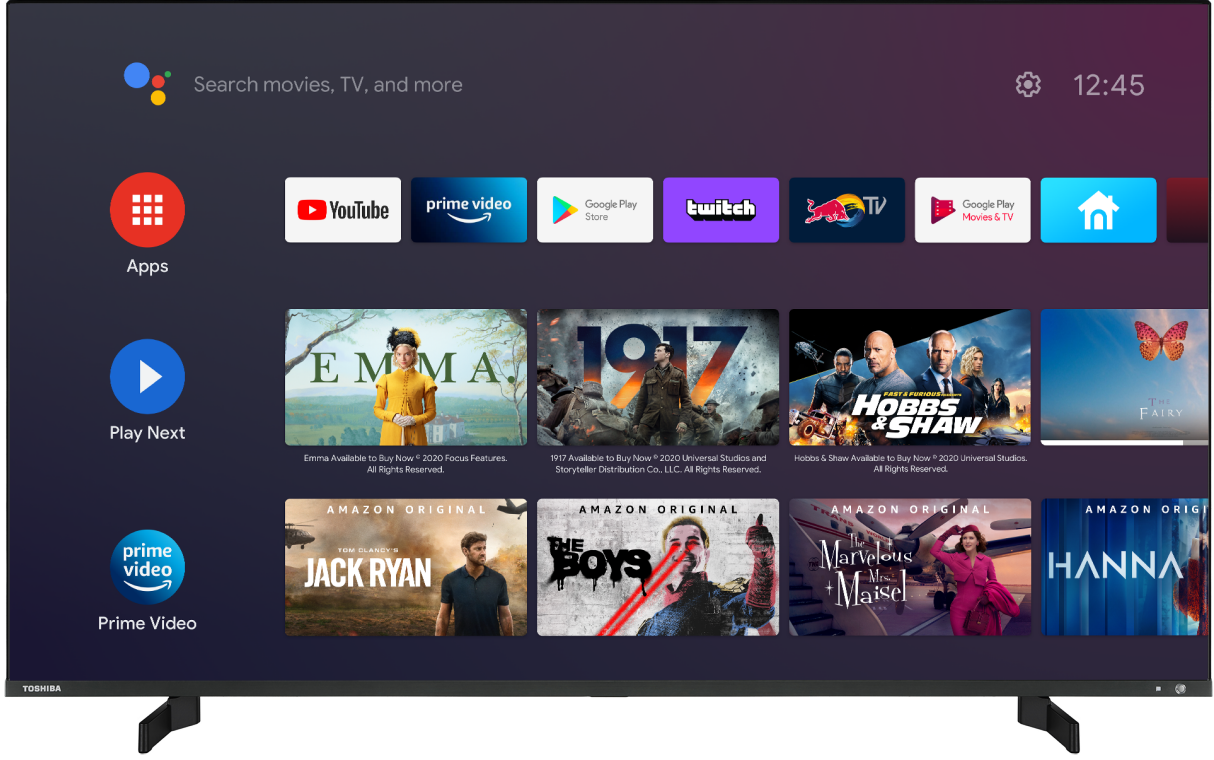 Search movies, TV, and more
12:45
YouTube
prime video
Google Play
Store
twitch
TV
Google Play
Movies & TV
Apps
EMMA.
1917
FAST & FURIOUS PRESENTS
HOBBS
& SHAW
THE
FAIRY
Play Next
Emma Available to Buy Now © 2020 Focus Features.
All Rights Reserved.
1917 Available to Buy Now © 2020 Universal Studios and
Storyteller Distribution Co., LLC. All Rights Reserved.
Hobbs & Shaw Available to Buy Now © 2020 Universal Studios.
All Rights Reserved.
AMAZON ORIGINAL
TOM CLANCY'S
JACK RYAN
AMAZON ORIGINAL
THE
BOYS
AMAZON ORIGINAL
The
Marvelous
Mrs.
Maisel
AMAZON ORIGI
HANNA
prime
video
Prime Video
TOSHIBA